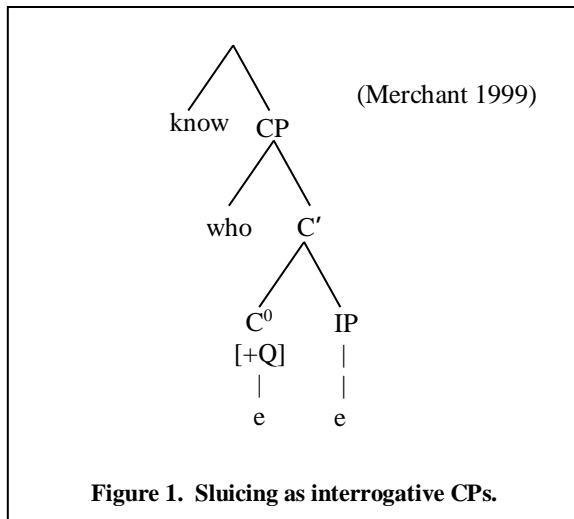 (Merchant 1999)
know CP
who C′
C⁰ IP
[+Q] |
| |
e e
Figure 1. Sluicing as interrogative CPs.